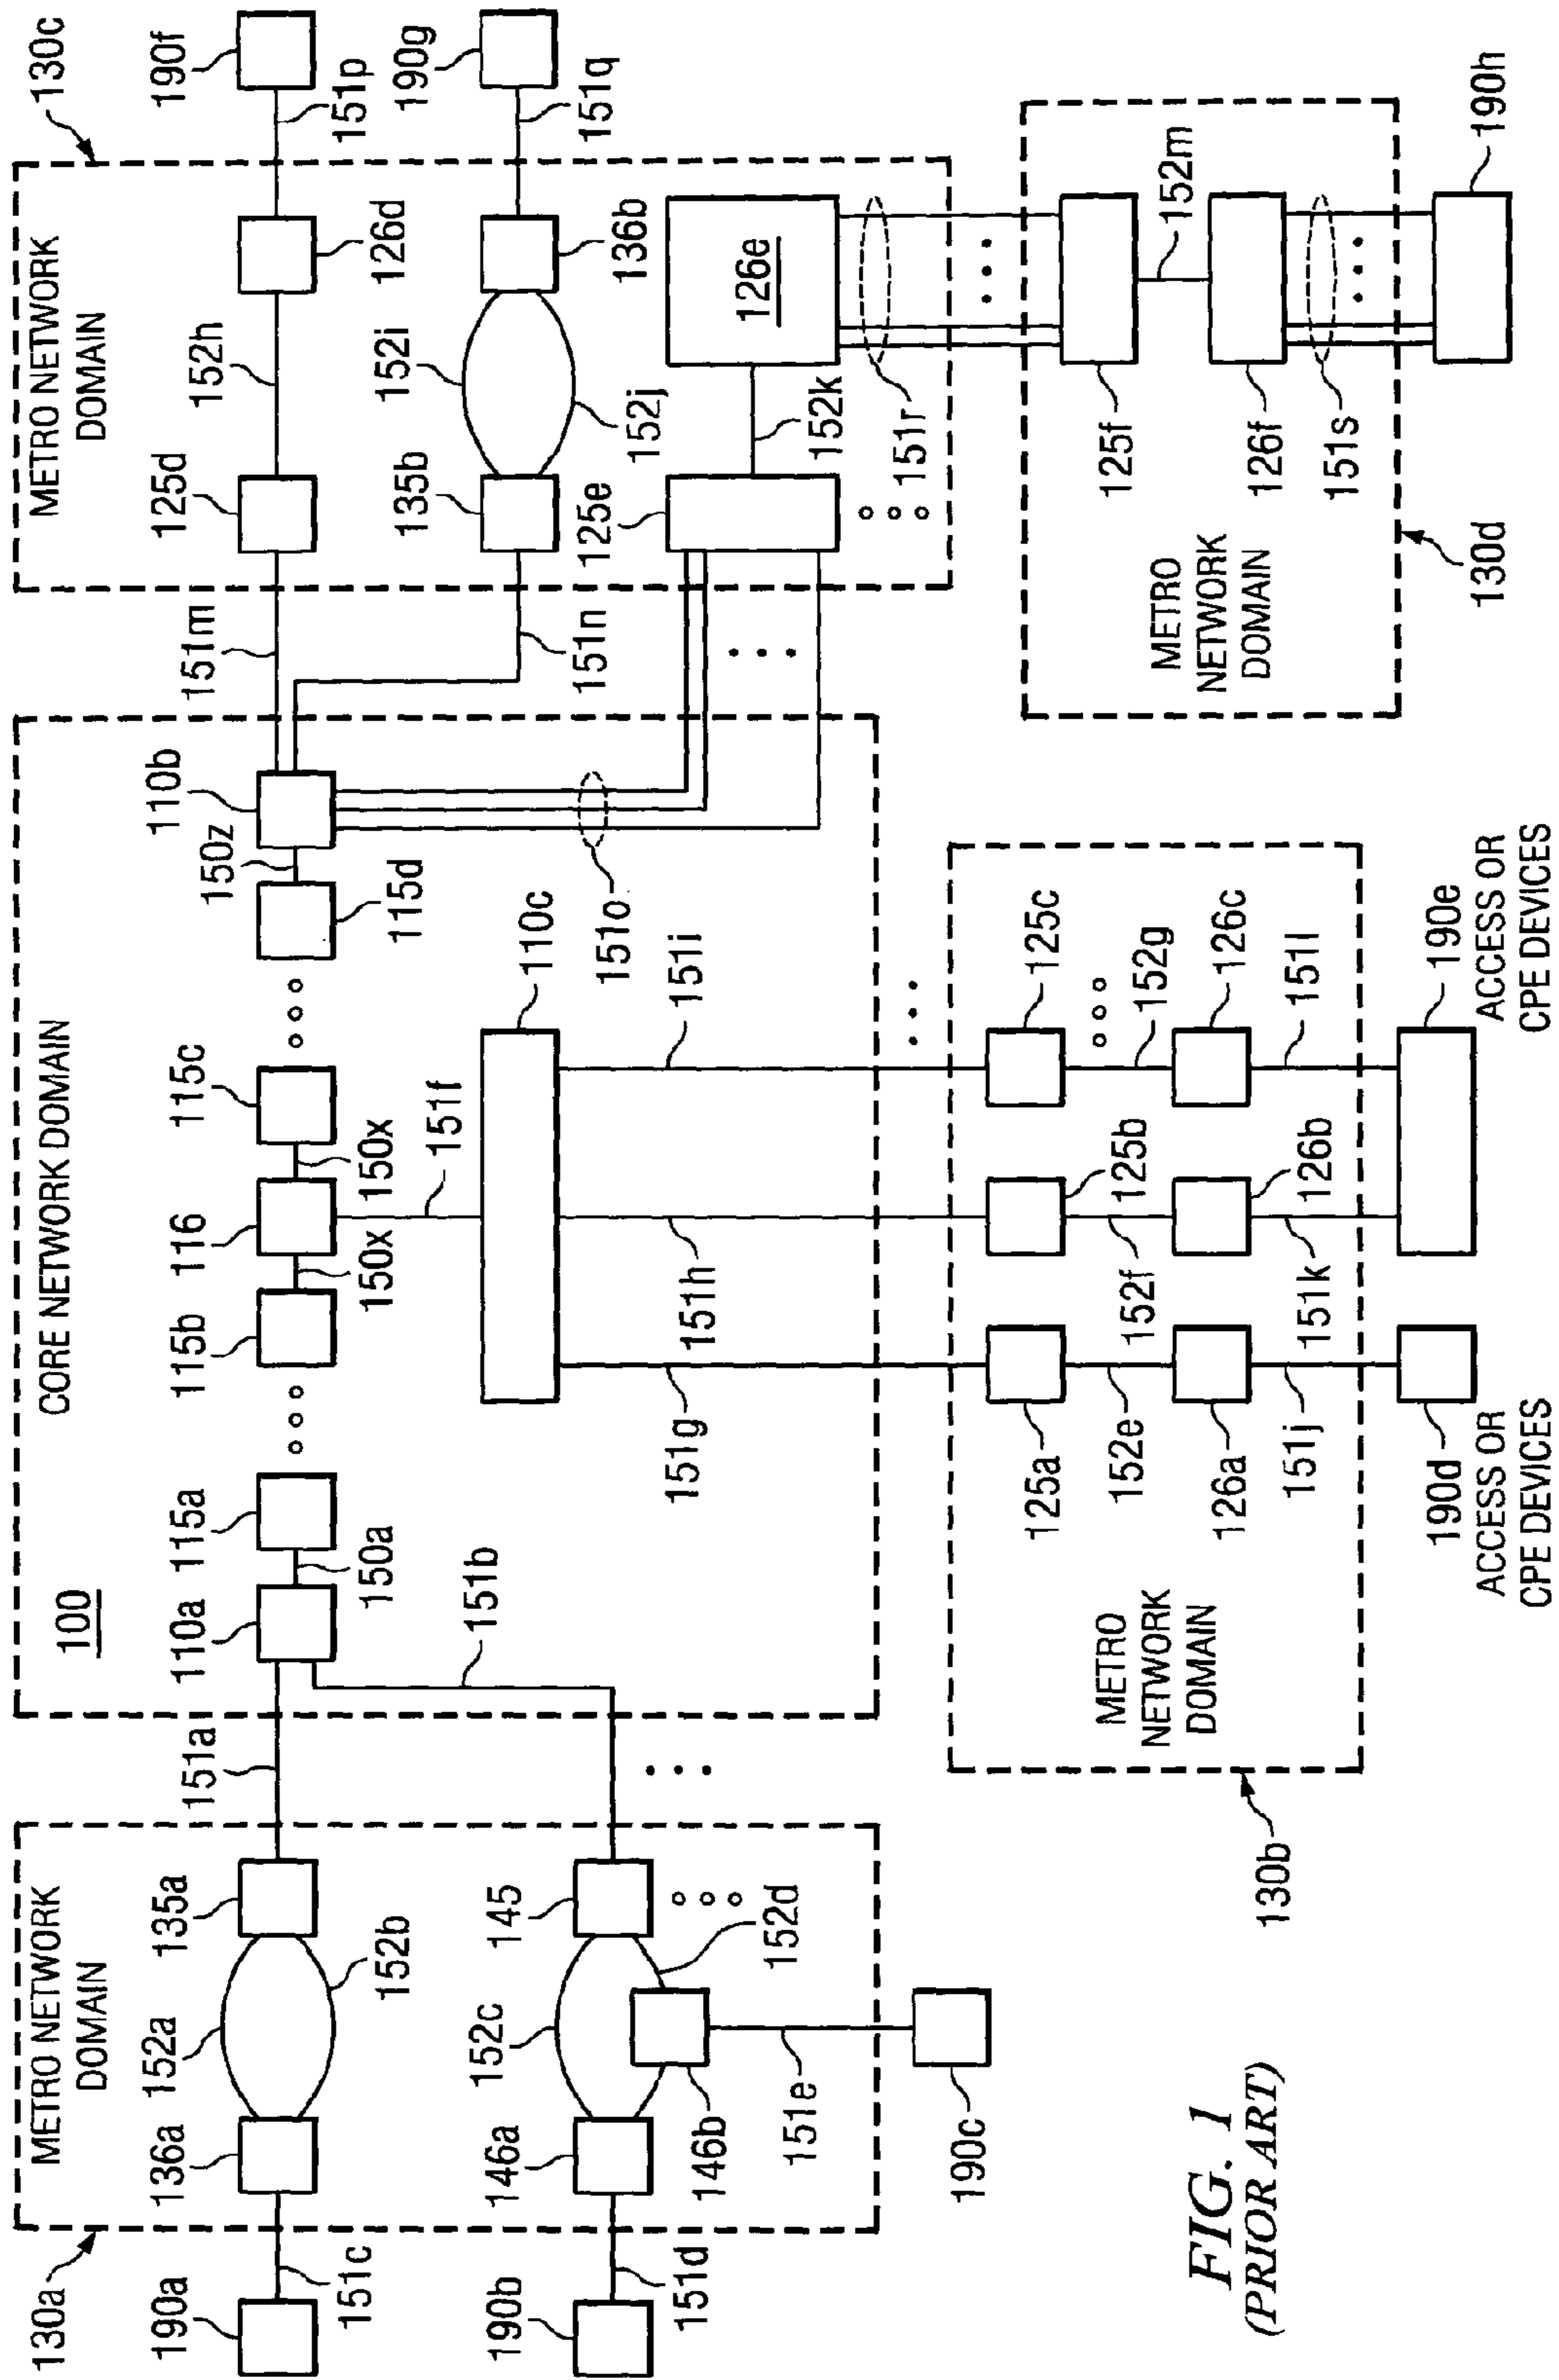 130a
METRO NETWORK
DOMAIN
190a
151c
136a
152a
152b
135a
151a
190b
151d
146a
152c
145
152d
146b
151e
190c
100
CORE NETWORK DOMAIN
110a
150a
115a
151b
115b
150x
116
150x
115c
151f
115d
150z
110b
110c
151g
151h
151i
151o
151m
151n
METRO NETWORK
DOMAIN
130c
125d
152h
126d
151p
190f
135b
152i
152j
136b
151q
190g
125e
152k
126e
151r
130b
METRO
NETWORK
DOMAIN
125a
152e
126a
151j
125b
152f
126b
151k
125c
152g
126c
151l
190d
ACCESS OR
CPE DEVICES
190e
ACCESS OR
CPE DEVICES
METRO
NETWORK
DOMAIN
130d
125f
152m
126f
151s
190h
FIG. 1
(PRIOR ART)